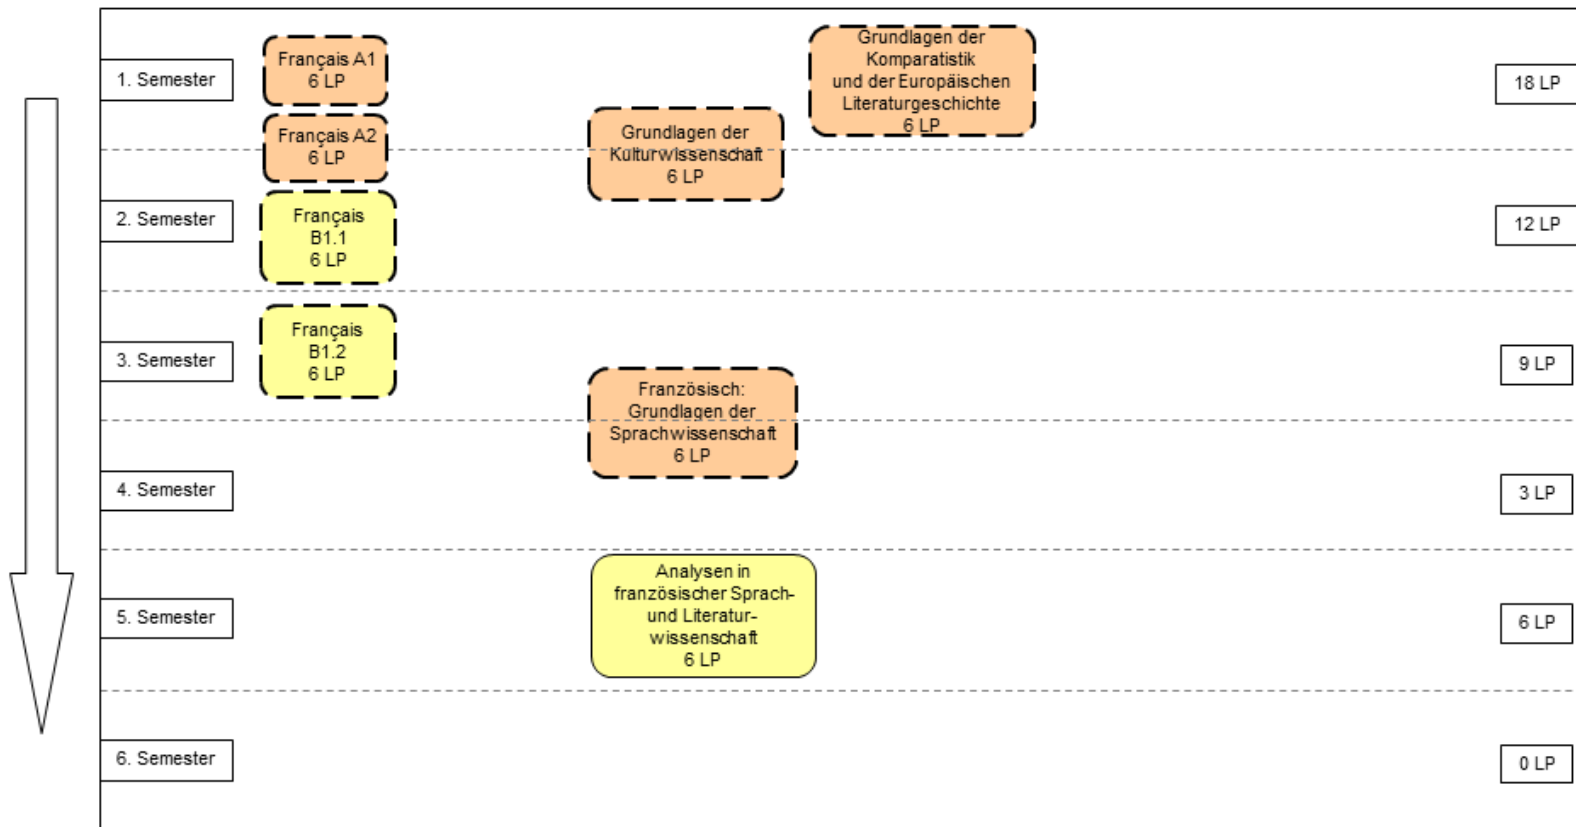 1. Semester
Français A1
6 LP
Grundlagen der
Komparatistik
und der Europäischen
Literaturgeschichte
6 LP
18 LP
Français A2
6 LP
Grundlagen der
Kulturwissenschaft
6 LP
2. Semester
Français
B1.1
6 LP
12 LP
3. Semester
Français
B1.2
6 LP
9 LP
Französisch:
Grundlagen der
Sprachwissenschaft
6 LP
4. Semester
3 LP
5. Semester
Analysen in
französischer Sprach-
und Literatur-
wissenschaft
6 LP
6 LP
6. Semester
0 LP